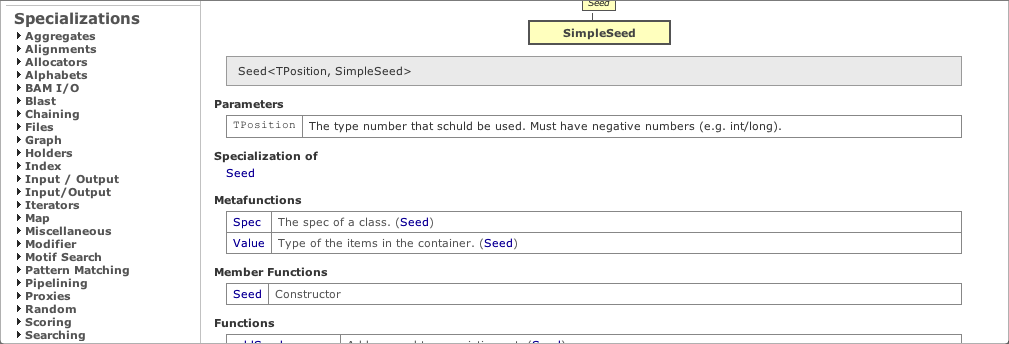 Specializations
Aggregates
Alignments
Allocators
Alphabets
BAM I/O
Blast
Chaining
Files
Graph
Holders
Index
Input / Output
Input/Output
Iterators
Map
Miscellaneous
Modifier
Motif Search
Pattern Matching
Pipelining
Proxies
Random
Scoring
Searching
Seed
SimpleSeed
Seed<TPosition, SimpleSeed>
Parameters
TPosition The type number that schuld be used. Must have negative numbers (e.g. int/long).
Specialization of
Seed
Metafunctions
Spec The spec of a class. (Seed)
Value Type of the items in the container. (Seed)
Member Functions
Seed Constructor
Functions